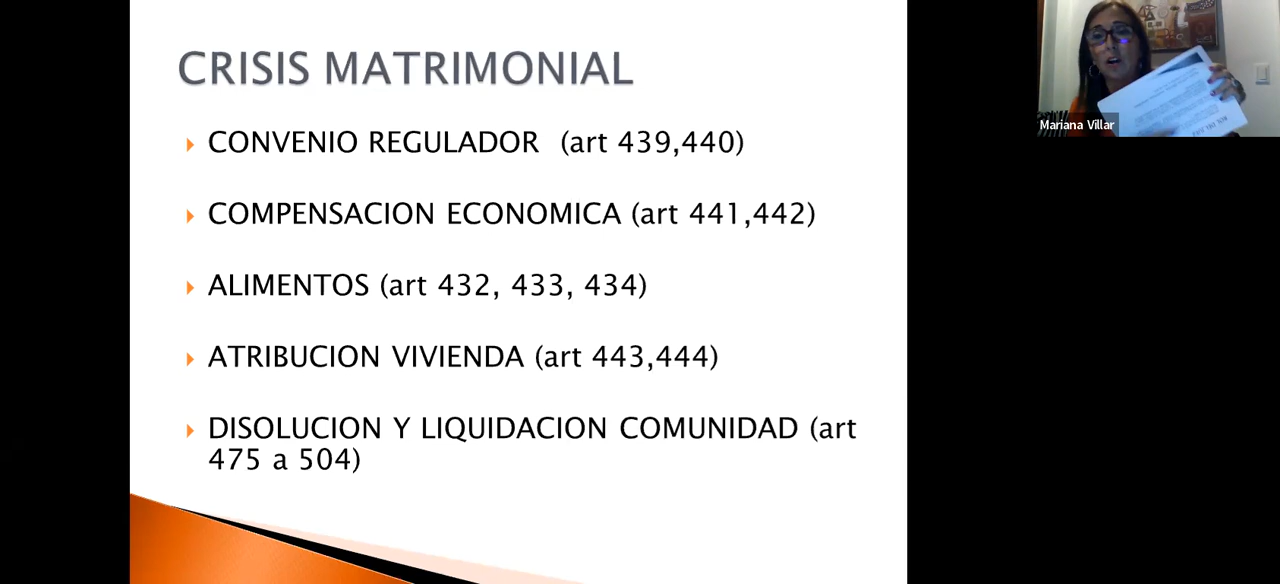 CRISIS MATRIMONIAL
CONVENIO REGULADOR (art 439,440)
COMPENSACION ECONOMICA (art 441,442)
ALIMENTOS (art 432, 433, 434)
ATRIBUCION VIVIENDA (art 443,444)
DISOLUCION Y LIQUIDACION COMUNIDAD (art
475 a 504)
Mariana Villar